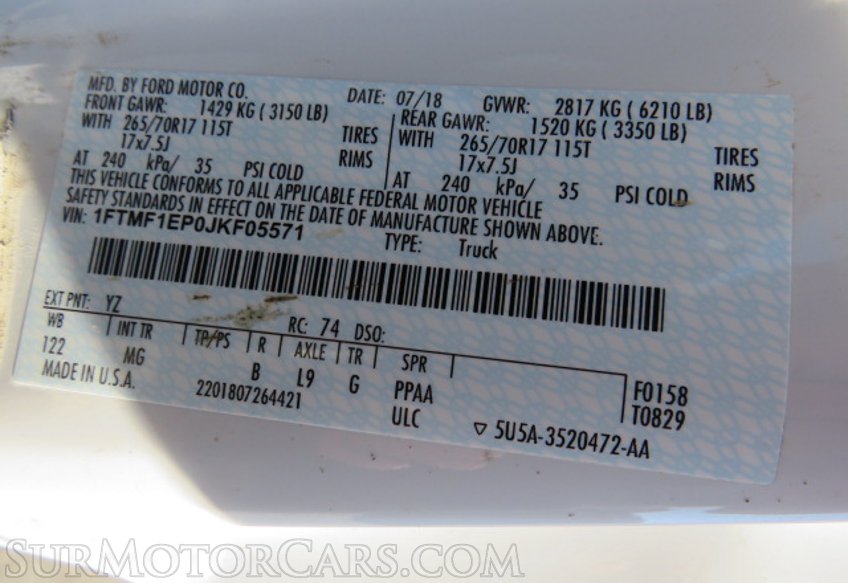 MFD. BY FORD MOTOR CO. DATE: 07/18 GVWR: 2817 KG ( 6210 LB)
FRONT GAWR: 1429 KG ( 3150 LB) REAR GAWR: 1520 KG ( 3350 LB)
WITH 265/70R17 115T TIRES WITH 265/70R17 115T TIRES
17x7.5J RIMS 17x7.5J RIMS
AT 240 kPa/ 35 PSI COLD AT 240 kPa/ 35 PSI COLD
THIS VEHICLE CONFORMS TO ALL APPLICABLE FEDERAL MOTOR VEHICLE
SAFETY STANDARDS IN EFFECT ON THE DATE OF MANUFACTURE SHOWN ABOVE.
VIN: 1FTMF1EP0JKF05571 TYPE: Truck
EXT PNT: YZ RC: 74 DSO:
WB INT TR TP/PS R AXLE TR SPR
122 MG B L9 G PPAA F0158
MADE IN U.S.A. 2201807264421 ULC T0829
▽ 5U5A-3520472-AA
SURMOTORCARS.COM